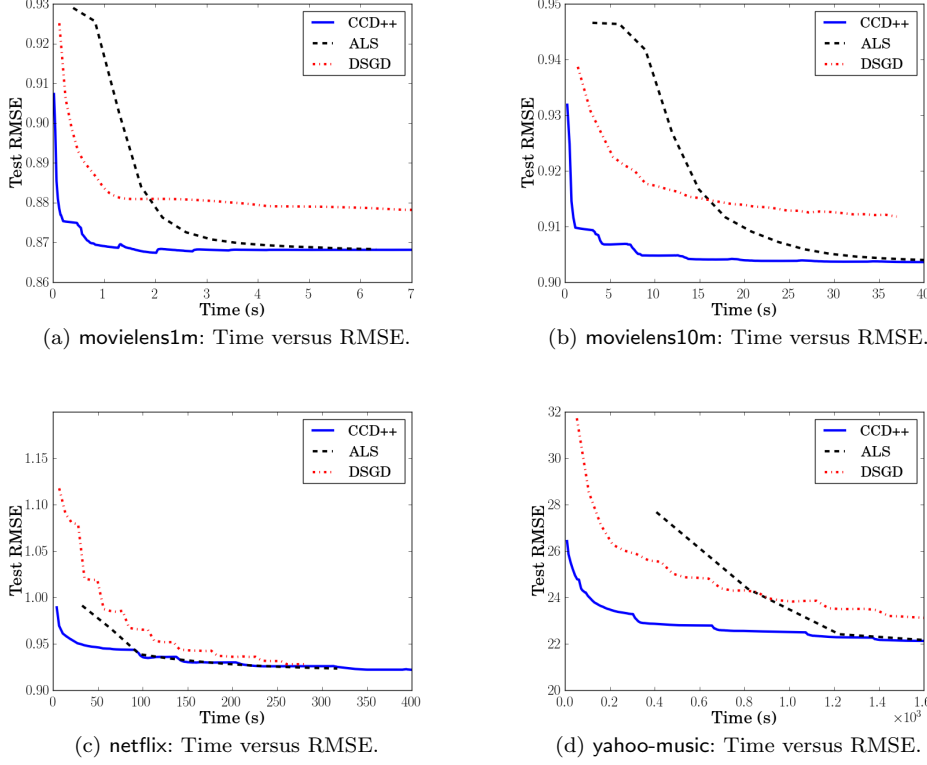 0.93
0.92
0.91
0.90
0.89
0.88
0.87
0.86
Test RMSE
CCD++
ALS
DSGD
0 1 2 3 4 5 6 7
Time (s)
(a) movielens1m: Time versus RMSE.
0.95
0.94
0.93
0.92
0.91
0.90
Test RMSE
CCD++
ALS
DSGD
0 5 10 15 20 25 30 35 40
Time (s)
(b) movielens10m: Time versus RMSE.
1.15
1.10
1.05
1.00
0.95
0.90
Test RMSE
CCD++
ALS
DSGD
0 50 100 150 200 250 300 350 400
Time (s)
(c) netflix: Time versus RMSE.
32
30
28
26
24
22
20
Test RMSE
CCD++
ALS
DSGD
0.0 0.2 0.4 0.6 0.8 1.0 1.2 1.4 1.6
Time (s)
×10³
(d) yahoo-music: Time versus RMSE.